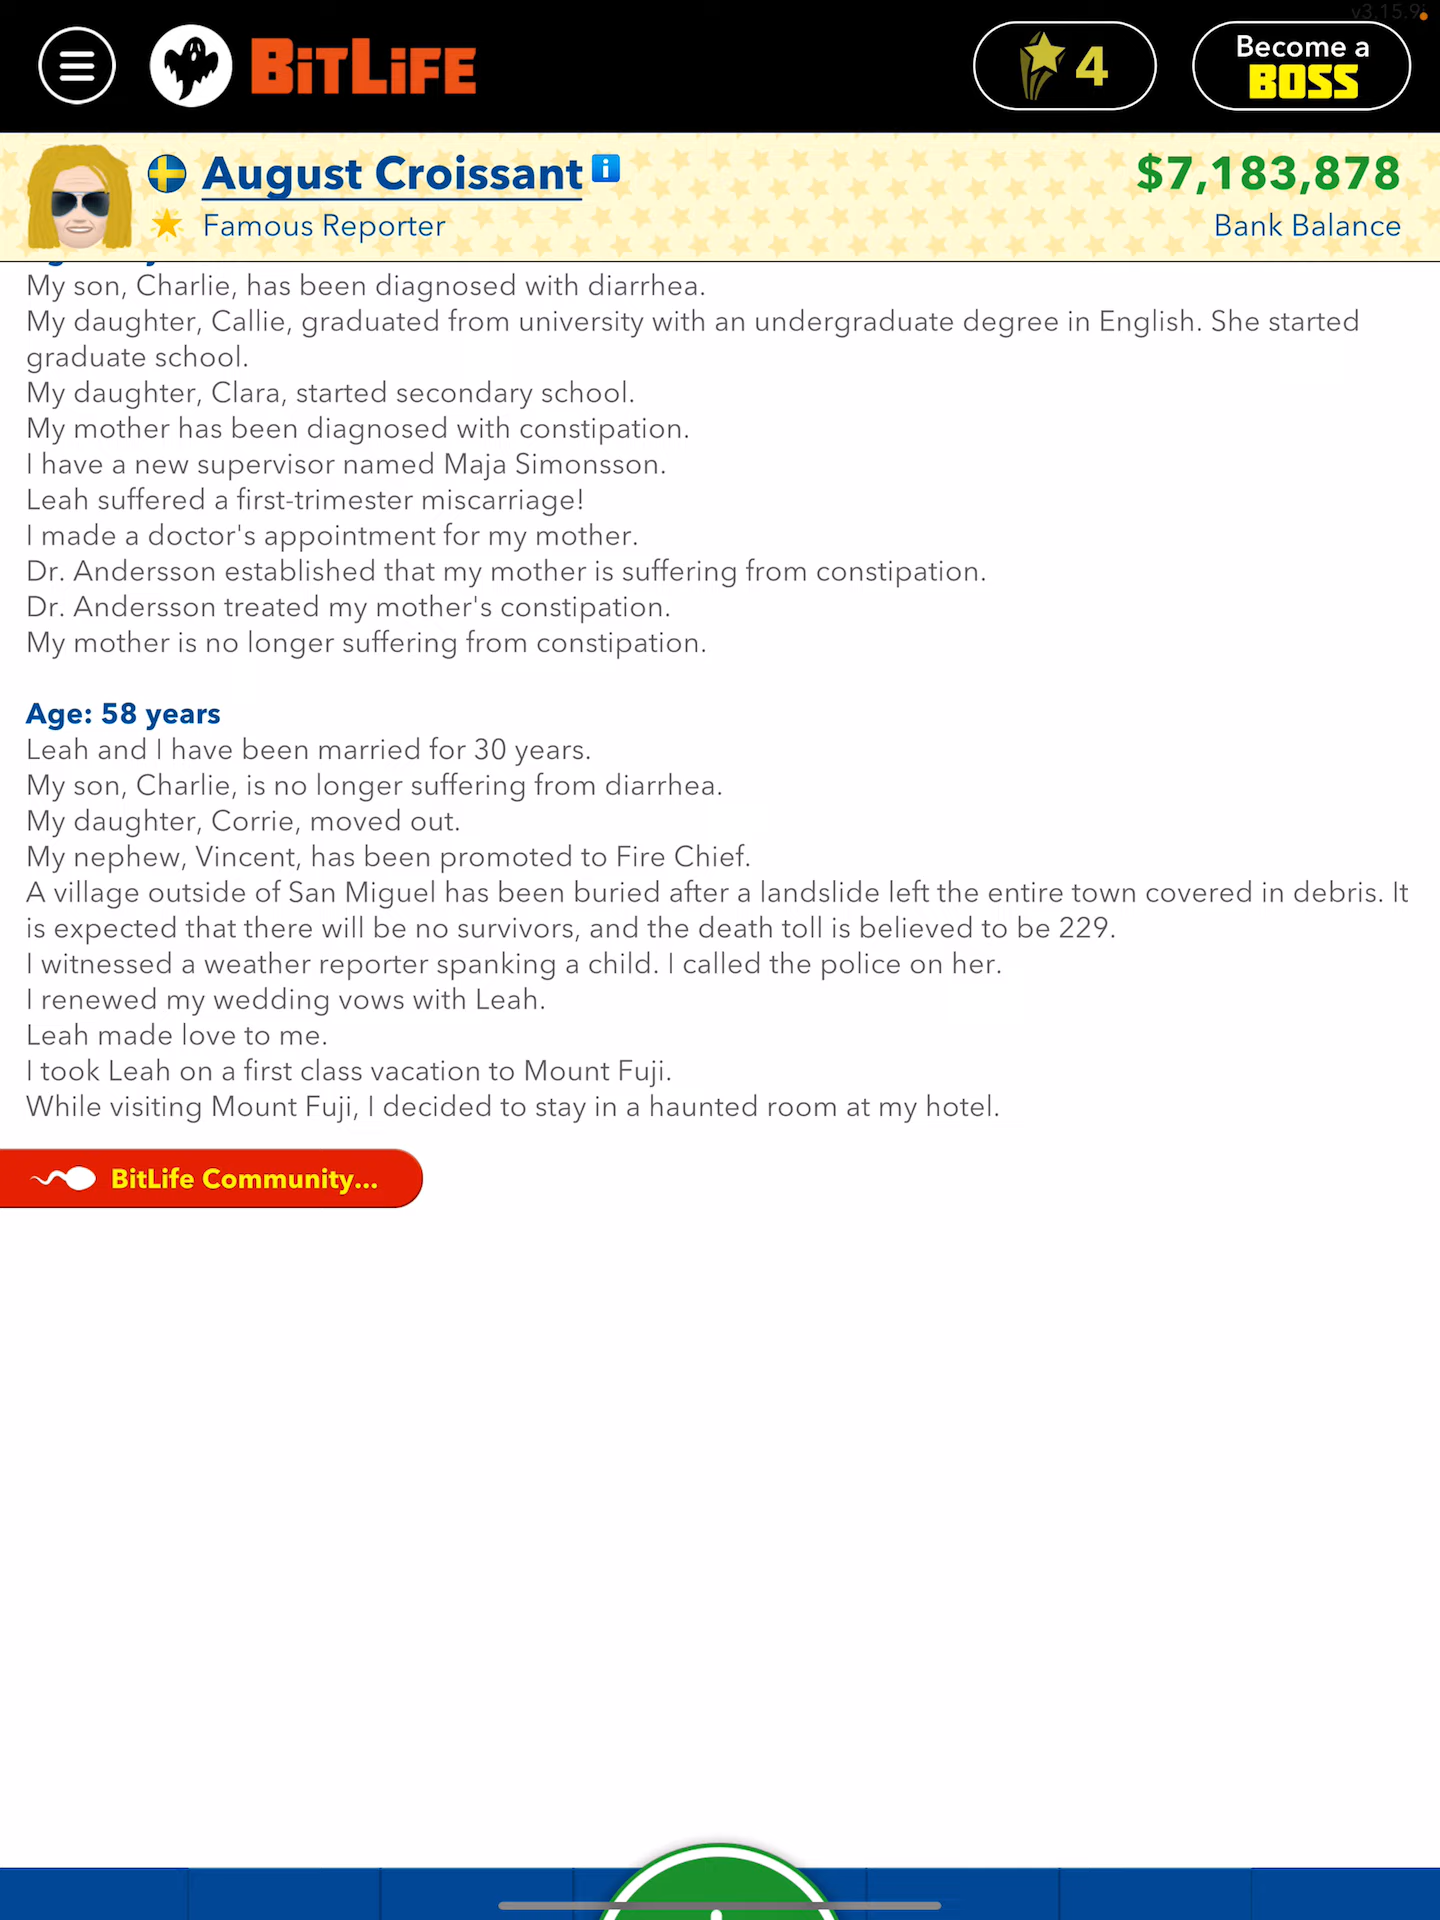 v3.15.9
BiTLiFE
4
Become a
BOSS
August Croissant i
$7,183,878
Famous Reporter
Bank Balance
My son, Charlie, has been diagnosed with diarrhea.
My daughter, Callie, graduated from university with an undergraduate degree in English. She started
graduate school.
My daughter, Clara, started secondary school.
My mother has been diagnosed with constipation.
I have a new supervisor named Maja Simonsson.
Leah suffered a first-trimester miscarriage!
I made a doctor's appointment for my mother.
Dr. Andersson established that my mother is suffering from constipation.
Dr. Andersson treated my mother's constipation.
My mother is no longer suffering from constipation.
Age: 58 years
Leah and I have been married for 30 years.
My son, Charlie, is no longer suffering from diarrhea.
My daughter, Corrie, moved out.
My nephew, Vincent, has been promoted to Fire Chief.
A village outside of San Miguel has been buried after a landslide left the entire town covered in debris. It
is expected that there will be no survivors, and the death toll is believed to be 229.
I witnessed a weather reporter spanking a child. I called the police on her.
I renewed my wedding vows with Leah.
Leah made love to me.
I took Leah on a first class vacation to Mount Fuji.
While visiting Mount Fuji, I decided to stay in a haunted room at my hotel.
BitLife Community...